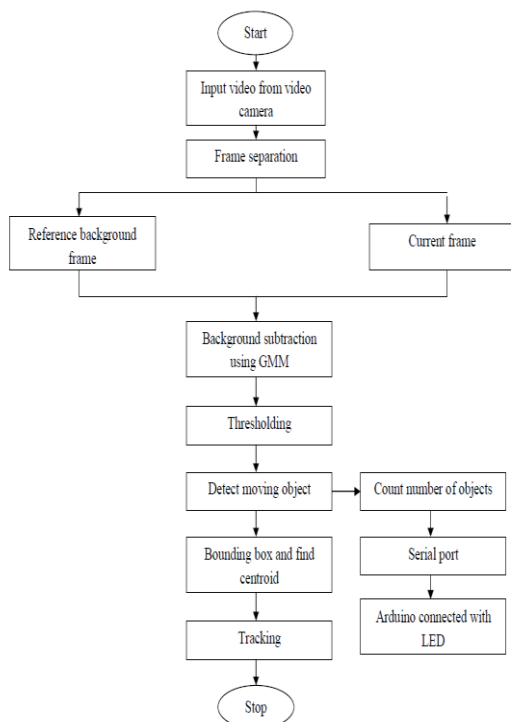 Start
Input video from video
camera
Frame separation
Reference background
frame
Current frame
Background subtraction
using GMM
Thresholding
Detect moving object
Count number of objects
Bounding box and find
centroid
Serial port
Tracking
Arduino connected with
LED
Stop